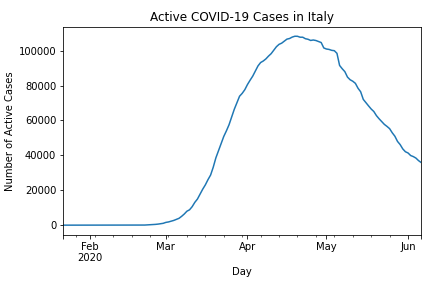 Active COVID-19 Cases in Italy
Number of Active Cases
100000
80000
60000
40000
20000
0
Feb
2020
Mar
Apr
May
Jun
Day